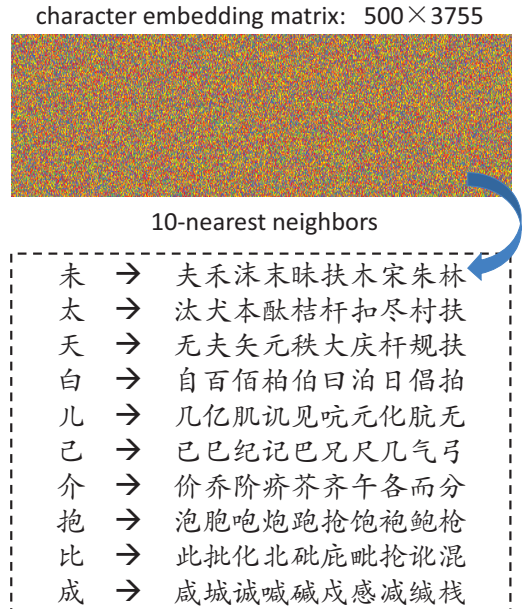 character embedding matrix: 500×3755
10-nearest neighbors
未 → 夫禾沫末昧扶木宋朱林
太 → 汰犬本酞桔杆扣尽村扶
天 → 无夫矢元秩大庆杆规扶
白 → 自百佰柏伯曰泊日倡拍
儿 → 几亿肌讥见吭元化肮无
己 → 已巳纪记巴兄尺几气弓
介 → 价乔阶疥芥齐午各而分
抱 → 泡胞咆炮跑抢饱袍鲍枪
比 → 此批化北砒庇毗抡讹混
成 → 咸城诚喊碱戍感减缄栈